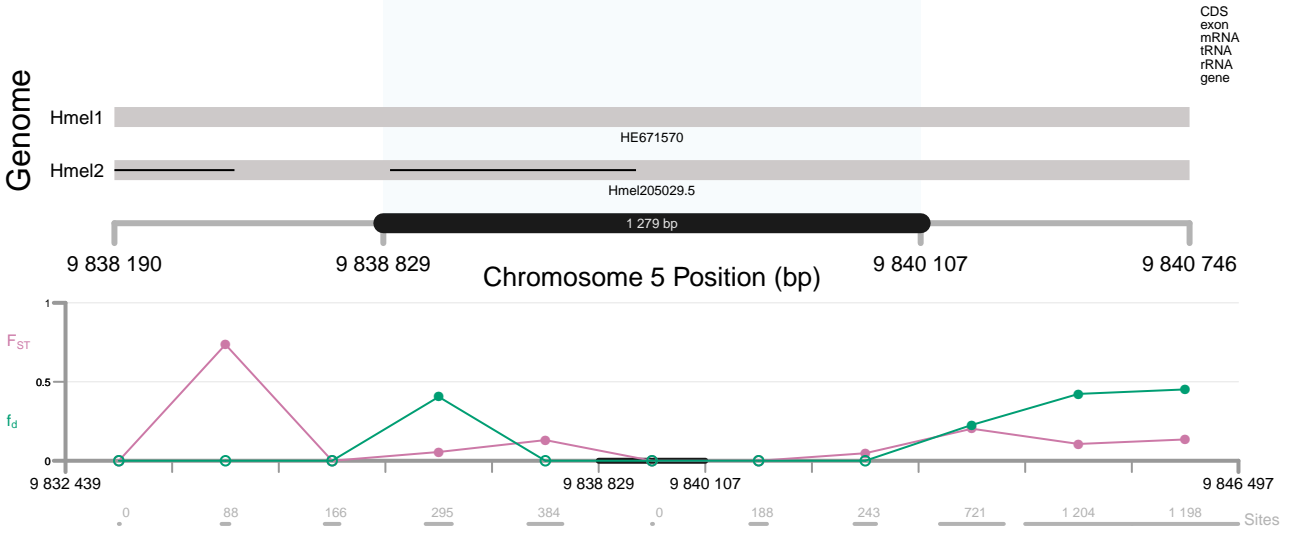 CDS
exon
mRNA
tRNA
rRNA
gene
Genome
Hmel1
HE671570
Hmel2
Hmel205029.5
1 279 bp
9 838 190
9 838 829
9 840 107
9 840 746
Chromosome 5 Position (bp)
1
FST
0.5
fd
0
9 832 439
9 838 829
9 840 107
9 846 497
0
88
166
295
384
0
188
243
721
1 204
1 198
Sites